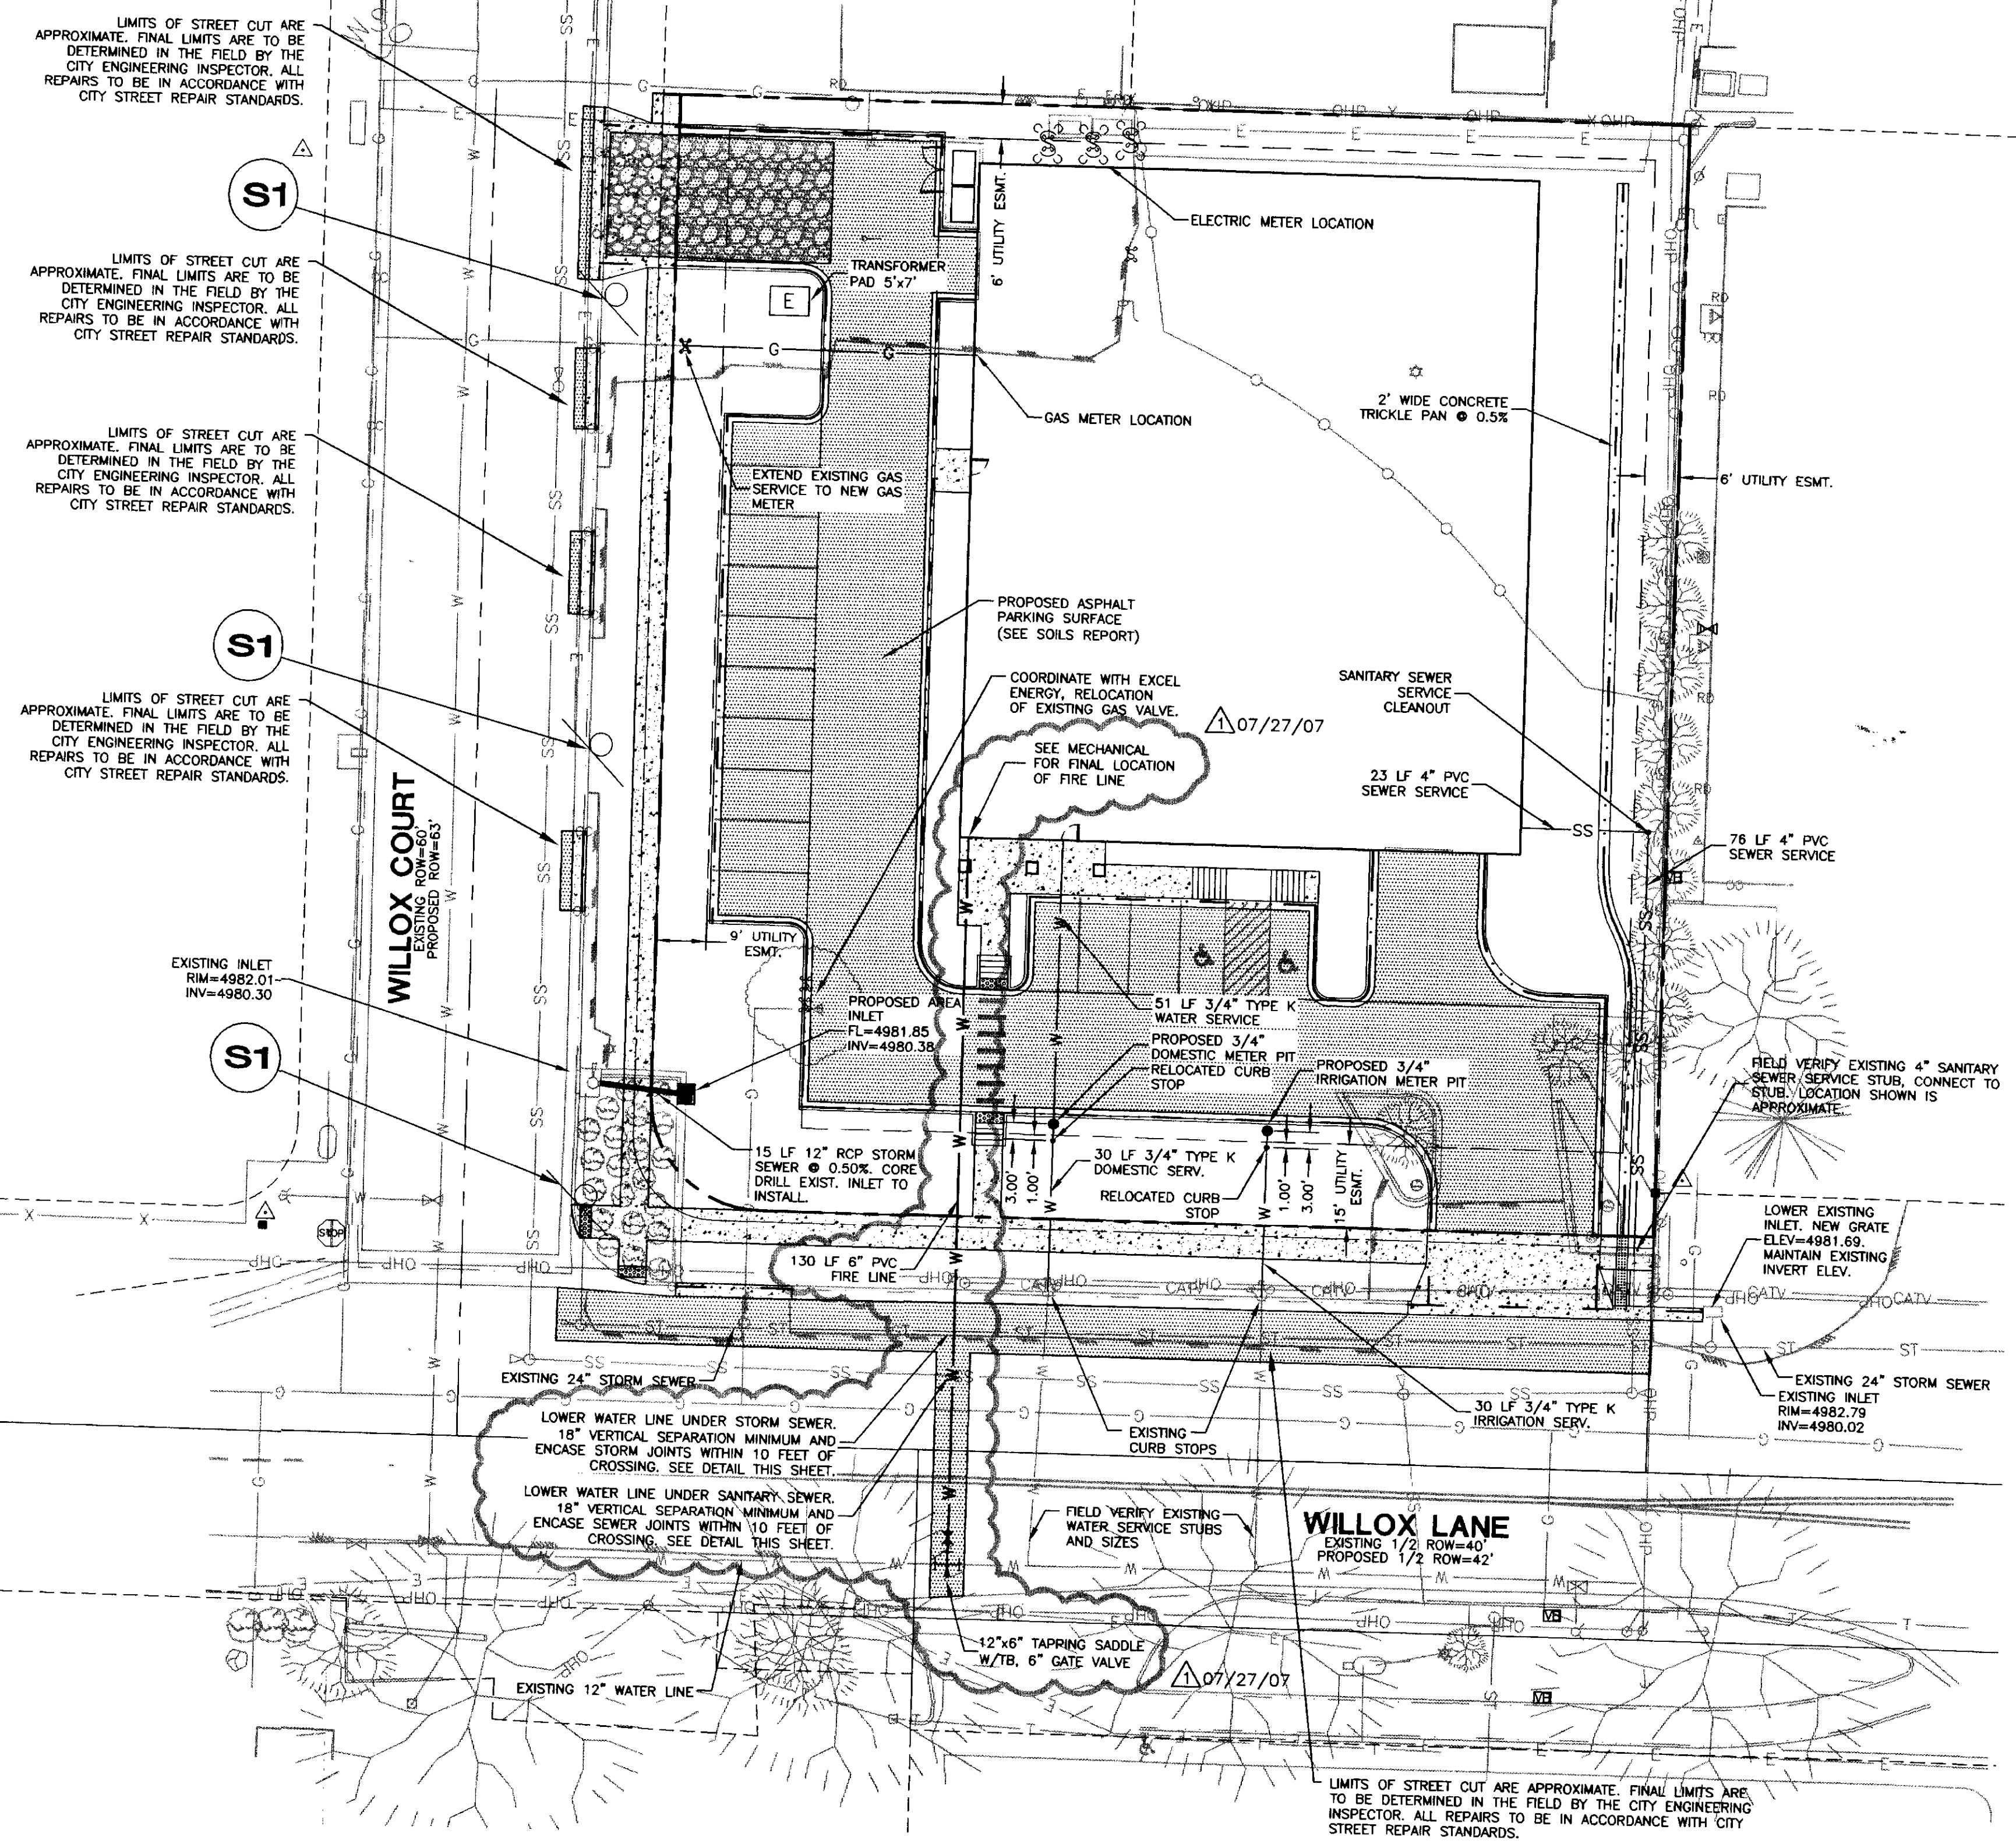 LIMITS OF STREET CUT ARE
APPROXIMATE. FINAL LIMITS ARE TO BE
DETERMINED IN THE FIELD BY THE
CITY ENGINEERING INSPECTOR. ALL
REPAIRS TO BE IN ACCORDANCE WITH
CITY STREET REPAIR STANDARDS.
S1
LIMITS OF STREET CUT ARE
APPROXIMATE. FINAL LIMITS ARE TO BE
DETERMINED IN THE FIELD BY THE
CITY ENGINEERING INSPECTOR. ALL
REPAIRS TO BE IN ACCORDANCE WITH
CITY STREET REPAIR STANDARDS.
LIMITS OF STREET CUT ARE
APPROXIMATE. FINAL LIMITS ARE TO BE
DETERMINED IN THE FIELD BY THE
CITY ENGINEERING INSPECTOR. ALL
REPAIRS TO BE IN ACCORDANCE WITH
CITY STREET REPAIR STANDARDS.
S1
LIMITS OF STREET CUT ARE
APPROXIMATE. FINAL LIMITS ARE TO BE
DETERMINED IN THE FIELD BY THE
CITY ENGINEERING INSPECTOR. ALL
REPAIRS TO BE IN ACCORDANCE WITH
CITY STREET REPAIR STANDARDS.
WILLOX COURT
EXISTING ROW=60'
PROPOSED ROW=63'
EXISTING INLET
RIM=4982.01
INV=4980.30
S1
6' UTILITY ESMT.
ELECTRIC METER LOCATION
TRANSFORMER
PAD 5'x7'
E
GAS METER LOCATION
2' WIDE CONCRETE
TRICKLE PAN @ 0.5%
6' UTILITY ESMT.
EXTEND EXISTING GAS
SERVICE TO NEW GAS
METER
PROPOSED ASPHALT
PARKING SURFACE
(SEE SOILS REPORT)
COORDINATE WITH EXCEL
ENERGY, RELOCATION
OF EXISTING GAS VALVE.
1 07/27/07
SEE MECHANICAL
FOR FINAL LOCATION
OF FIRE LINE
SANITARY SEWER
SERVICE
CLEANOUT
23 LF 4" PVC
SEWER SERVICE
SS
76 LF 4" PVC
SEWER SERVICE
9' UTILITY
ESMT.
PROPOSED AREA
INLET
FL=4981.85
INV=4980.38
51 LF 3/4" TYPE K
WATER SERVICE
PROPOSED 3/4"
DOMESTIC METER PIT
RELOCATED CURB
STOP
PROPOSED 3/4"
IRRIGATION METER PIT
FIELD VERIFY EXISTING 4" SANITARY
SEWER SERVICE STUB, CONNECT TO
STUB. LOCATION SHOWN IS
APPROXIMATE.
15 LF 12" RCP STORM
SEWER @ 0.50%. CORE
DRILL EXIST. INLET TO
INSTALL.
3.00'
1.00'
30 LF 3/4" TYPE K
DOMESTIC SERV.
RELOCATED CURB
STOP
1.00'
3.00'
15' UTILITY
ESMT.
LOWER EXISTING
INLET. NEW GRATE
ELEV=4981.69.
MAINTAIN EXISTING
INVERT ELEV.
STOP
130 LF 6" PVC
FIRE LINE
EXISTING 24" STORM SEWER
EXISTING 24" STORM SEWER
EXISTING INLET
RIM=4982.79
INV=4980.02
LOWER WATER LINE UNDER STORM SEWER.
18" VERTICAL SEPARATION MINIMUM AND
ENCASE STORM JOINTS WITHIN 10 FEET OF
CROSSING. SEE DETAIL THIS SHEET.
LOWER WATER LINE UNDER SANITARY SEWER.
18" VERTICAL SEPARATION MINIMUM AND
ENCASE SEWER JOINTS WITHIN 10 FEET OF
CROSSING. SEE DETAIL THIS SHEET.
EXISTING
CURB STOPS
30 LF 3/4" TYPE K
IRRIGATION SERV.
FIELD VERIFY EXISTING
WATER SERVICE STUBS
AND SIZES
WILLOX LANE
EXISTING 1/2 ROW=40'
PROPOSED 1/2 ROW=42'
12"x6" TAPPING SADDLE
W/TB, 6" GATE VALVE
1 07/27/07
EXISTING 12" WATER LINE
LIMITS OF STREET CUT ARE APPROXIMATE. FINAL LIMITS ARE
TO BE DETERMINED IN THE FIELD BY THE CITY ENGINEERING
INSPECTOR. ALL REPAIRS TO BE IN ACCORDANCE WITH CITY
STREET REPAIR STANDARDS.